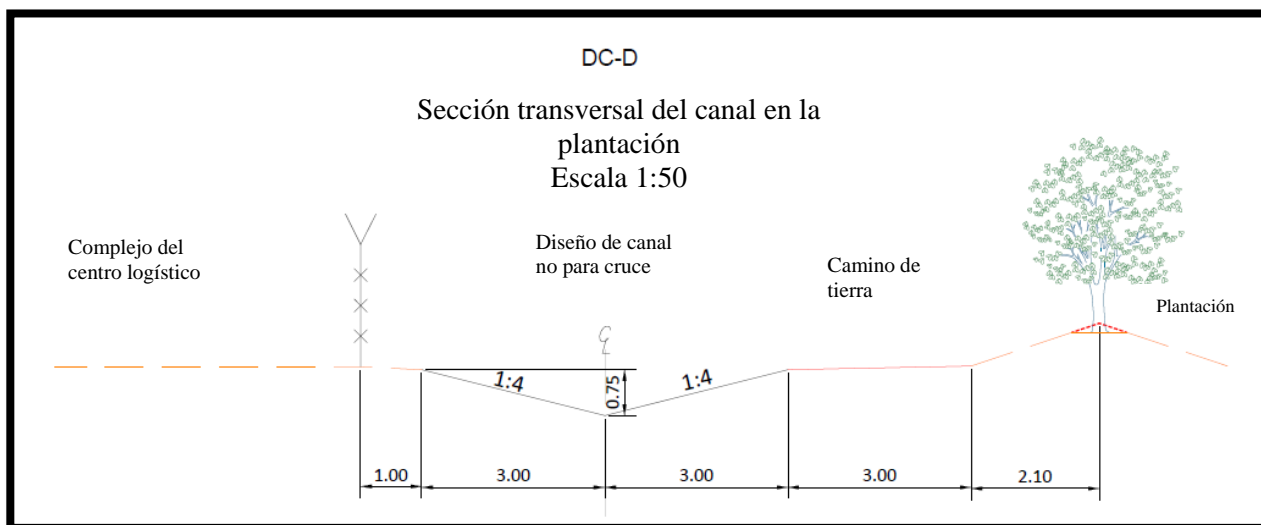 DC-D
Sección transversal del canal en la
plantación
Escala 1:50
Complejo del
centro logístico
Diseño de canal
no para cruce
Camino de
tierra
Plantación
1:4
0.75
1:4
1.00
3.00
3.00
3.00
2.10